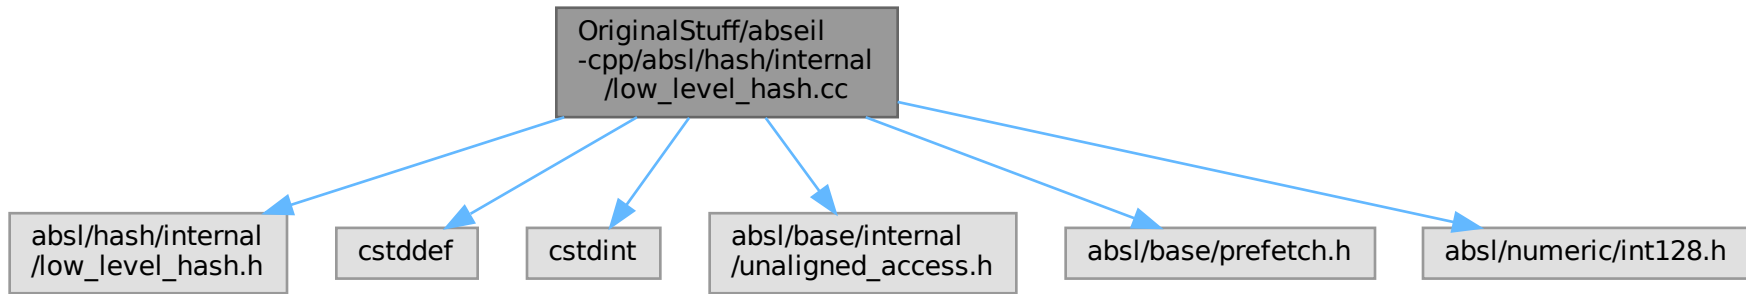 OriginalStuff/abseil
-cpp/absl/hash/internal
/low_level_hash.cc
absl/hash/internal
/low_level_hash.h
cstddef
cstdint
absl/base/internal
/unaligned_access.h
absl/base/prefetch.h
absl/numeric/int128.h